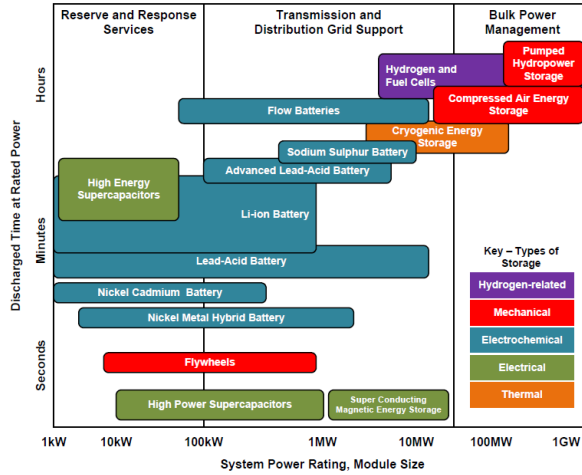 Reserve and Response
Services
Transmission and
Distribution Grid Support
Bulk Power
Management
Discharged Time at Rated Power
Hours
Minutes
Seconds
Pumped
Hydropower
Storage
Hydrogen and
Fuel Cells
Compressed Air Energy
Storage
Flow Batteries
Cryogenic Energy
Storage
Sodium Sulphur Battery
Advanced Lead-Acid Battery
High Energy
Supercapacitors
Li-ion Battery
Lead-Acid Battery
Nickel Cadmium Battery
Nickel Metal Hybrid Battery
Flywheels
High Power Supercapacitors
Super Conducting
Magnetic Energy Storage
Key – Types of
Storage
Hydrogen-related
Mechanical
Electrochemical
Electrical
Thermal
1kW
10kW
100kW
1MW
10MW
100MW
1GW
System Power Rating, Module Size